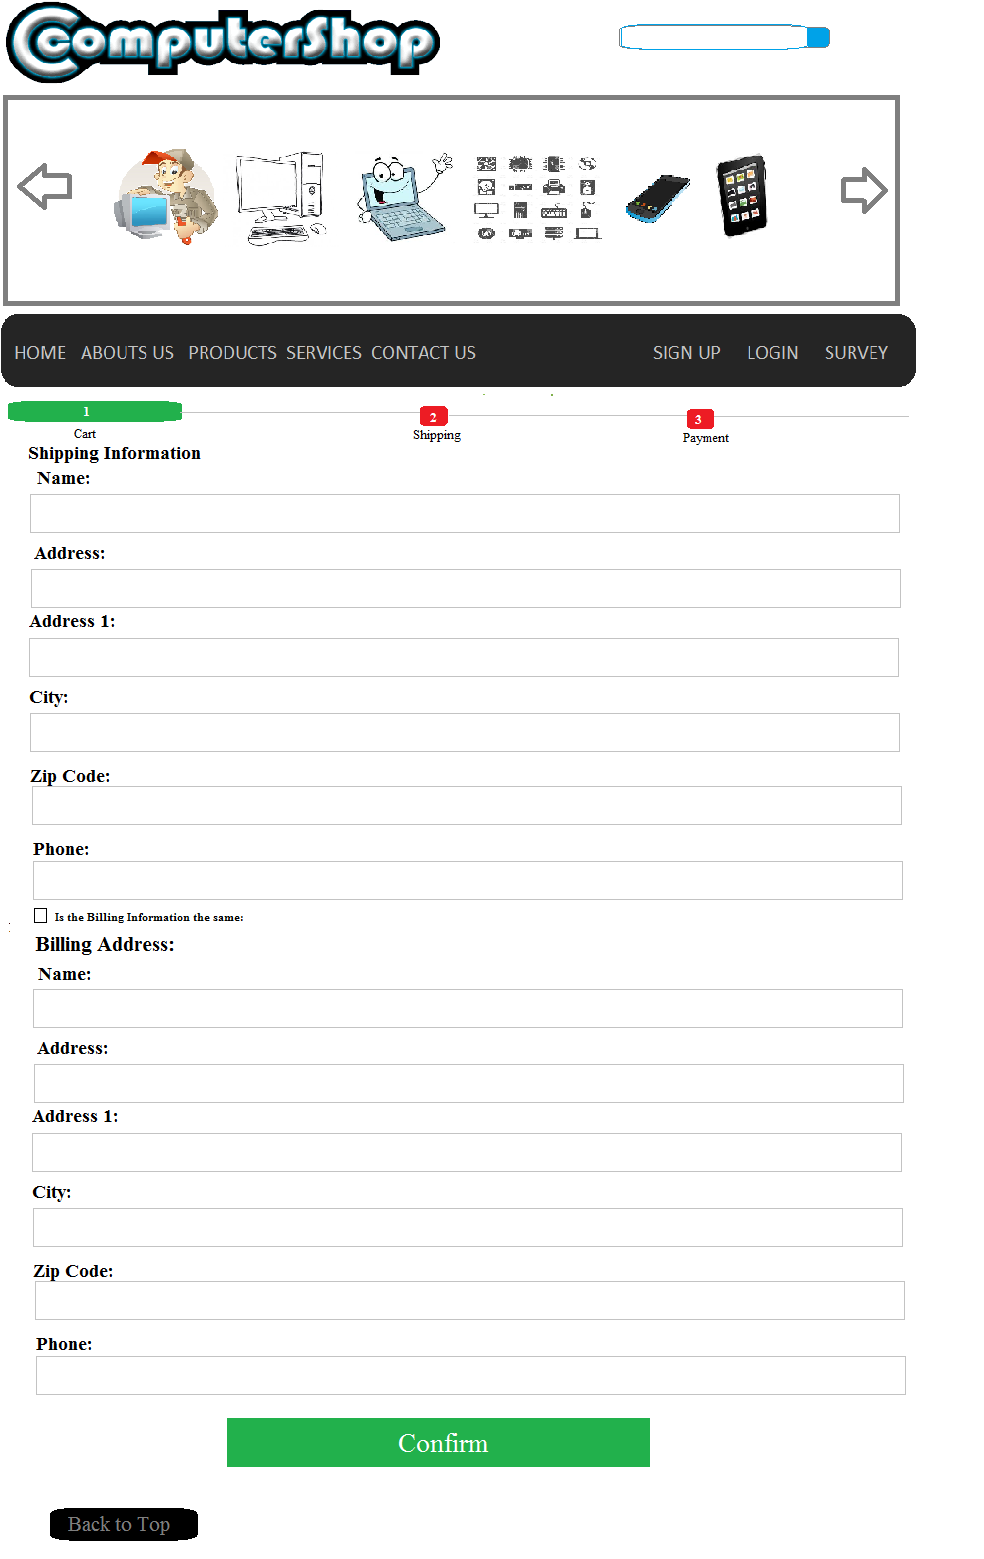 ComputerShop
HOME ABOUTS US PRODUCTS SERVICES CONTACT US SIGN UP LOGIN SURVEY
1 2 3
Cart Shipping Payment
Shipping Information
Name:
Address:
Address 1:
City:
Zip Code:
Phone:
Is the Billing Information the same:
Billing Address:
Name:
Address:
Address 1:
City:
Zip Code:
Phone:
Confirm
Back to Top